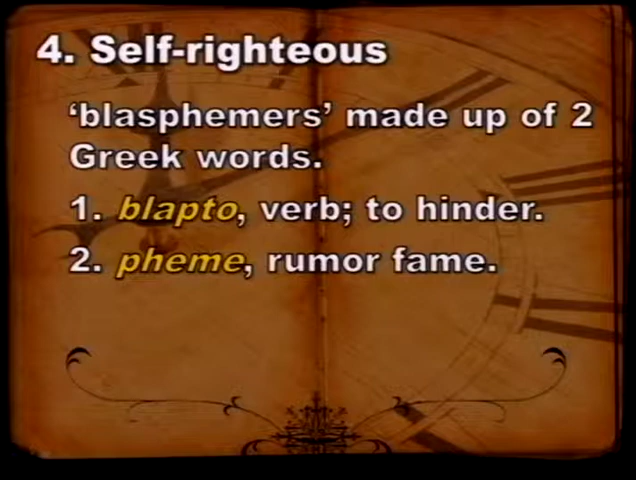 4. Self-righteous
‘blasphemers’ made up of 2
Greek words.
1. blapto, verb; to hinder.
2. pheme, rumor fame.